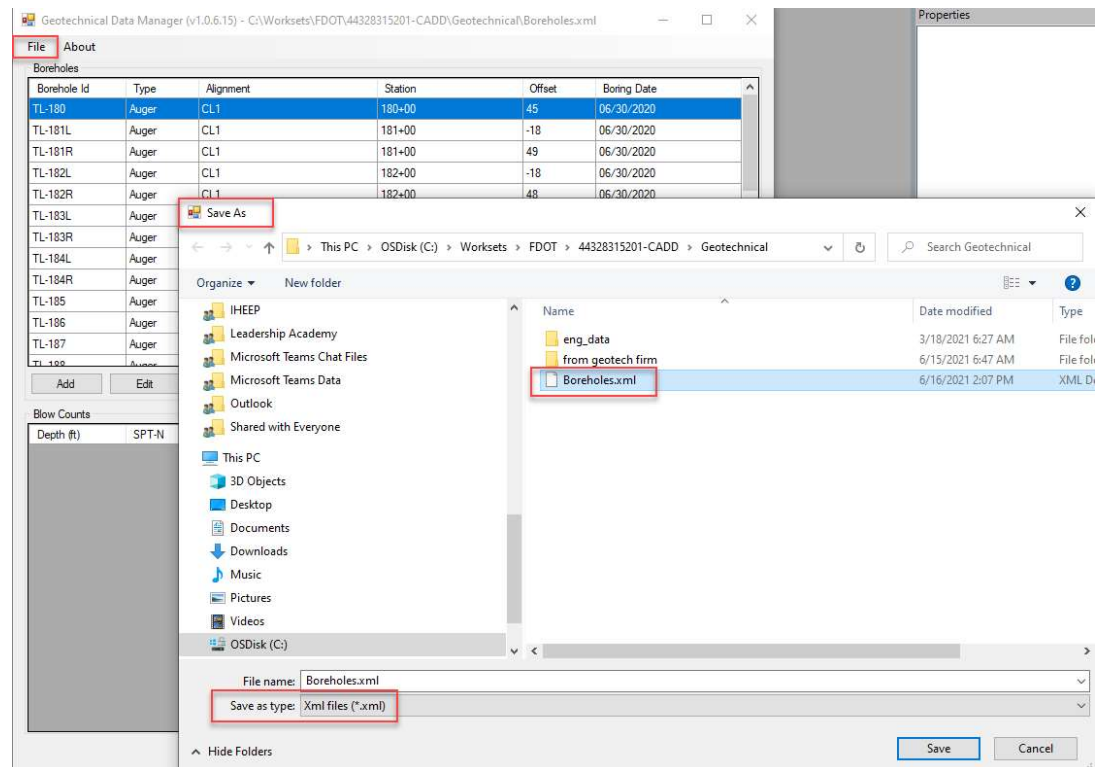 Geotechnical Data Manager (v1.0.6.15) - C:\Worksets\FDOT\44328315201-CADD\Geotechnical\Boreholes.xml
Properties
File About
Boreholes
Borehole Id Type Alignment Station Offset Boring Date
TL-180 Auger CL1 180+00 45 06/30/2020
TL-181L Auger CL1 181+00 -18 06/30/2020
TL-181R Auger CL1 181+00 49 06/30/2020
TL-182L Auger CL1 182+00 -18 06/30/2020
TL-182R Auger CL1 182+00 48 06/30/2020
TL-183L Auger
TL-183R Auger
TL-184L Auger
TL-184R Auger
TL-185 Auger
TL-186 Auger
TL-187 Auger
TL-188 Auger
Add Edit
Blow Counts
Depth (ft) SPT-N
Save As
This PC > OSDisk (C:) > Worksets > FDOT > 44328315201-CADD > Geotechnical
Search Geotechnical
Organize New folder
IHEEP
Leadership Academy
Microsoft Teams Chat Files
Microsoft Teams Data
Outlook
Shared with Everyone
This PC
3D Objects
Desktop
Documents
Downloads
Music
Pictures
Videos
OSDisk (C:)
Name Date modified Type
eng_data 3/18/2021 6:27 AM File fol
from geotech firm 6/15/2021 6:47 AM File fol
Boreholes.xml 6/16/2021 2:07 PM XML D
File name: Boreholes.xml
Save as type: Xml files (*.xml)
Hide Folders
Save Cancel